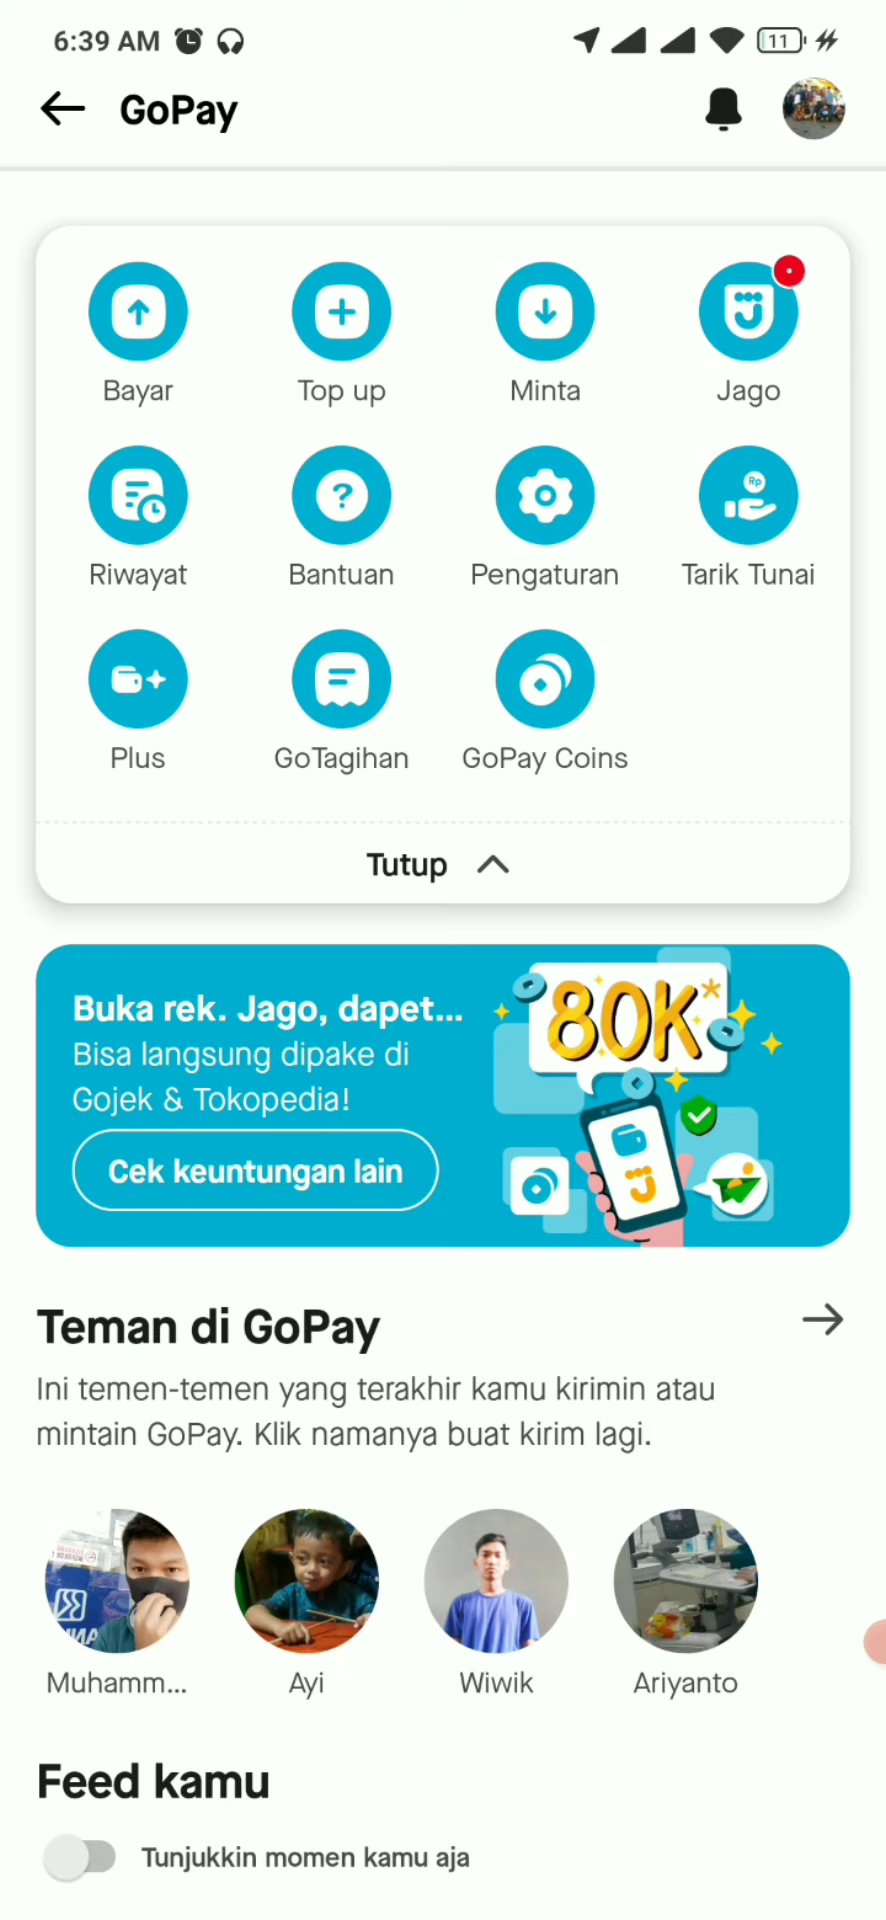 6:39 AM
11
GoPay
Bayar
Top up
Minta
Jago
Rp
Riwayat
Bantuan
Pengaturan
Tarik Tunai
Plus
GoTagihan
GoPay Coins
Tutup
Buka rek. Jago, dapet...
Bisa langsung dipake di
Gojek & Tokopedia!
Cek keuntungan lain
80K*
Teman di GoPay
Ini temen-temen yang terakhir kamu kirimin atau
mintain GoPay. Klik namanya buat kirim lagi.
Muhamm...
Ayi
Wiwik
Ariyanto
Feed kamu
Tunjukkin momen kamu aja